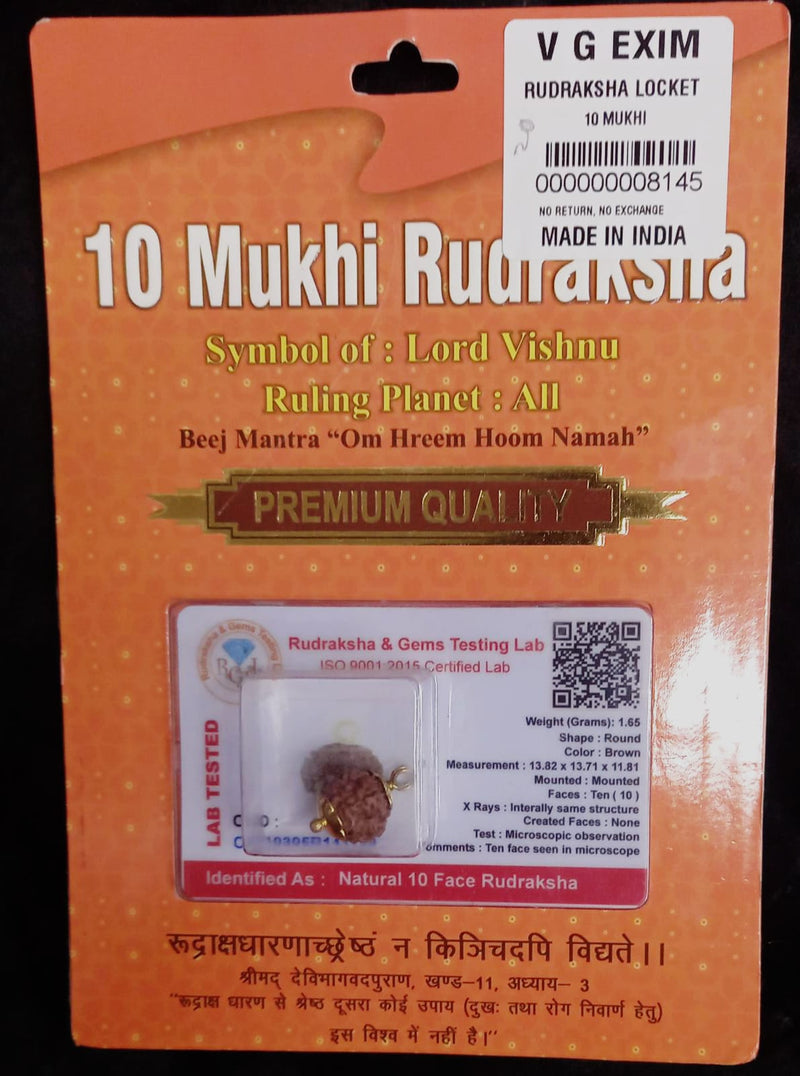 V G EXIM
RUDRAKSHA LOCKET
10 MUKHI
000000008145
NO RETURN, NO EXCHANGE
MADE IN INDIA
10 Mukhi Rudraksha
Symbol of : Lord Vishnu
Ruling Planet : All
Beej Mantra “Om Hreem Hoom Namah”
PREMIUM QUALITY
Rudraksha & Gems Testing
Rudraksha & Gems Testing Lab
ISO 9001 2015 Certified Lab
LAB TESTED
Weight (Grams): 1.65
Shape : Round
Color : Brown
Measurement : 13.82 x 13.71 x 11.81
Mounted : Mounted
Faces : Ten ( 10 )
X Rays : Interally same structure
Created Faces : None
Test : Microscopic observation
omments : Ten face seen in microscope
Identified As : Natural 10 Face Rudraksha
रूद्राक्षधारणाच्छ्रेष्ठं न किञ्चिदपि विद्यते।।
श्रीमद् देविभागवदपुराण, खण्ड-11, अध्याय- 3
"रूद्राक्ष धारण से श्रेष्ठ दूसरा कोई उपाय (दुखः तथा रोग निवार्ण हेतु)
इस विश्व में नहीं है।"